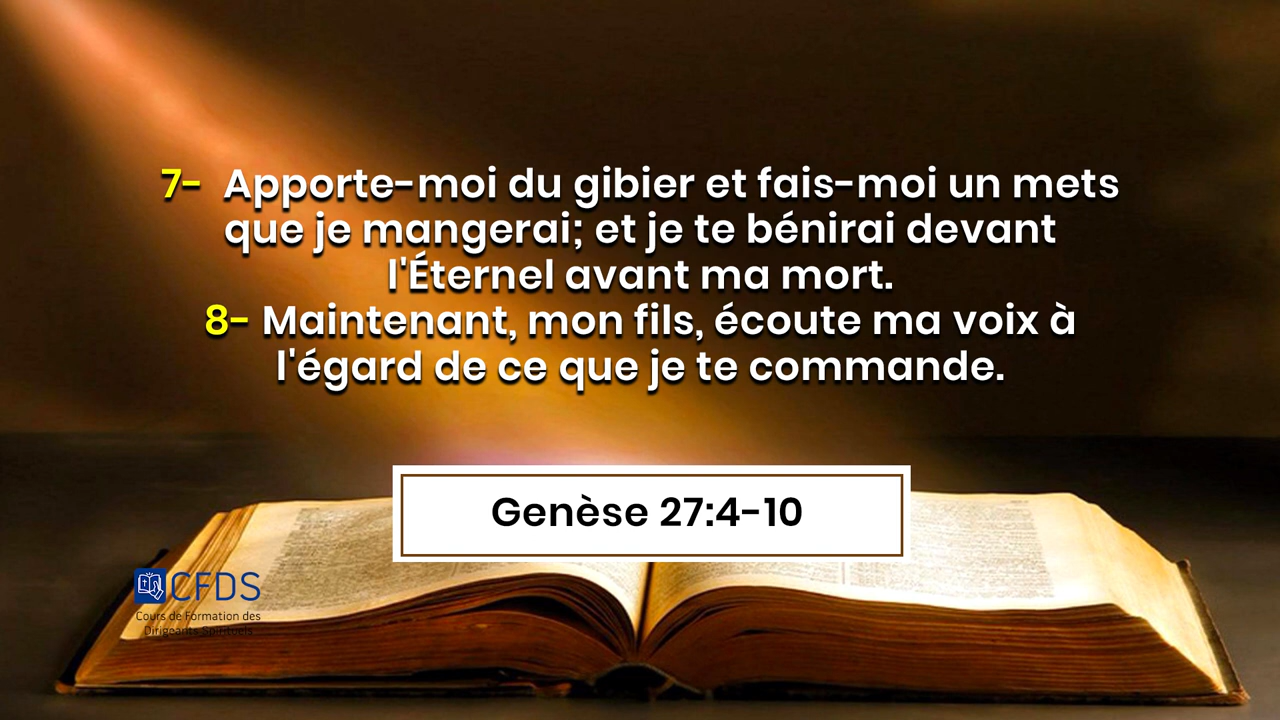 7- Apporte-moi du gibier et fais-moi un mets
que je mangerai; et je te bénirai devant
l'Éternel avant ma mort.
8- Maintenant, mon fils, écoute ma voix à
l'égard de ce que je te commande.
Genèse 27:4-10
CFDS
Cours de Formation des
Dirigeants Spirituels